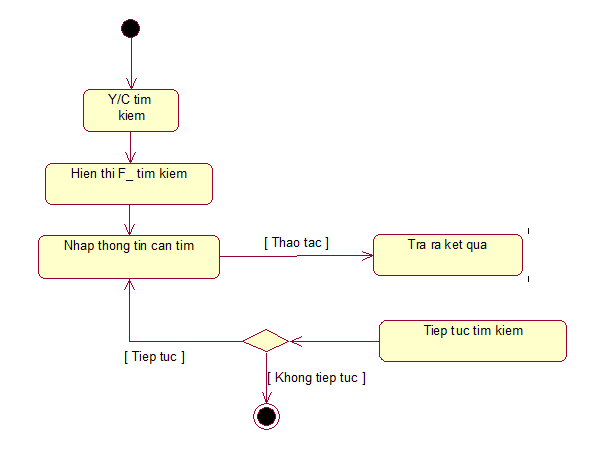 Y/C tim
kiem
Hien thi F_ tim kiem
Nhap thong tin can tim
[ Thao tac ]
Tra ra ket qua
Tiep tuc tim kiem
[ Tiep tuc ]
[ Khong tiep tuc ]